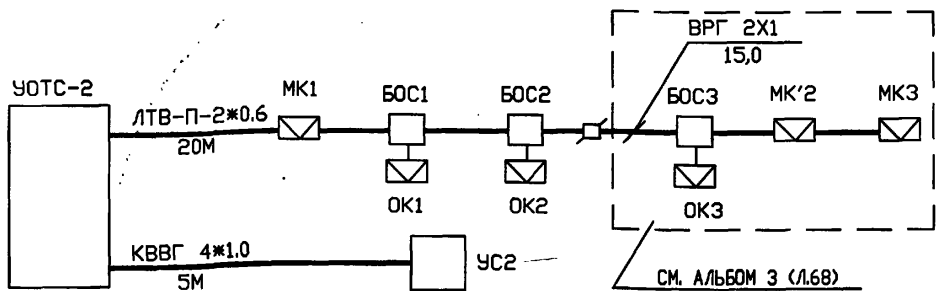 ВРГ 2X1
15,0
УОТС-2
МК1
БОС1
БОС2
БОС3
МК'2
МК3
ЛТВ-П-2*0.6
20М
ОК1
ОК2
ОК3
КВВГ 4*1.0
5М
УС2
СМ. АЛЬБОМ 3 (Л.68)